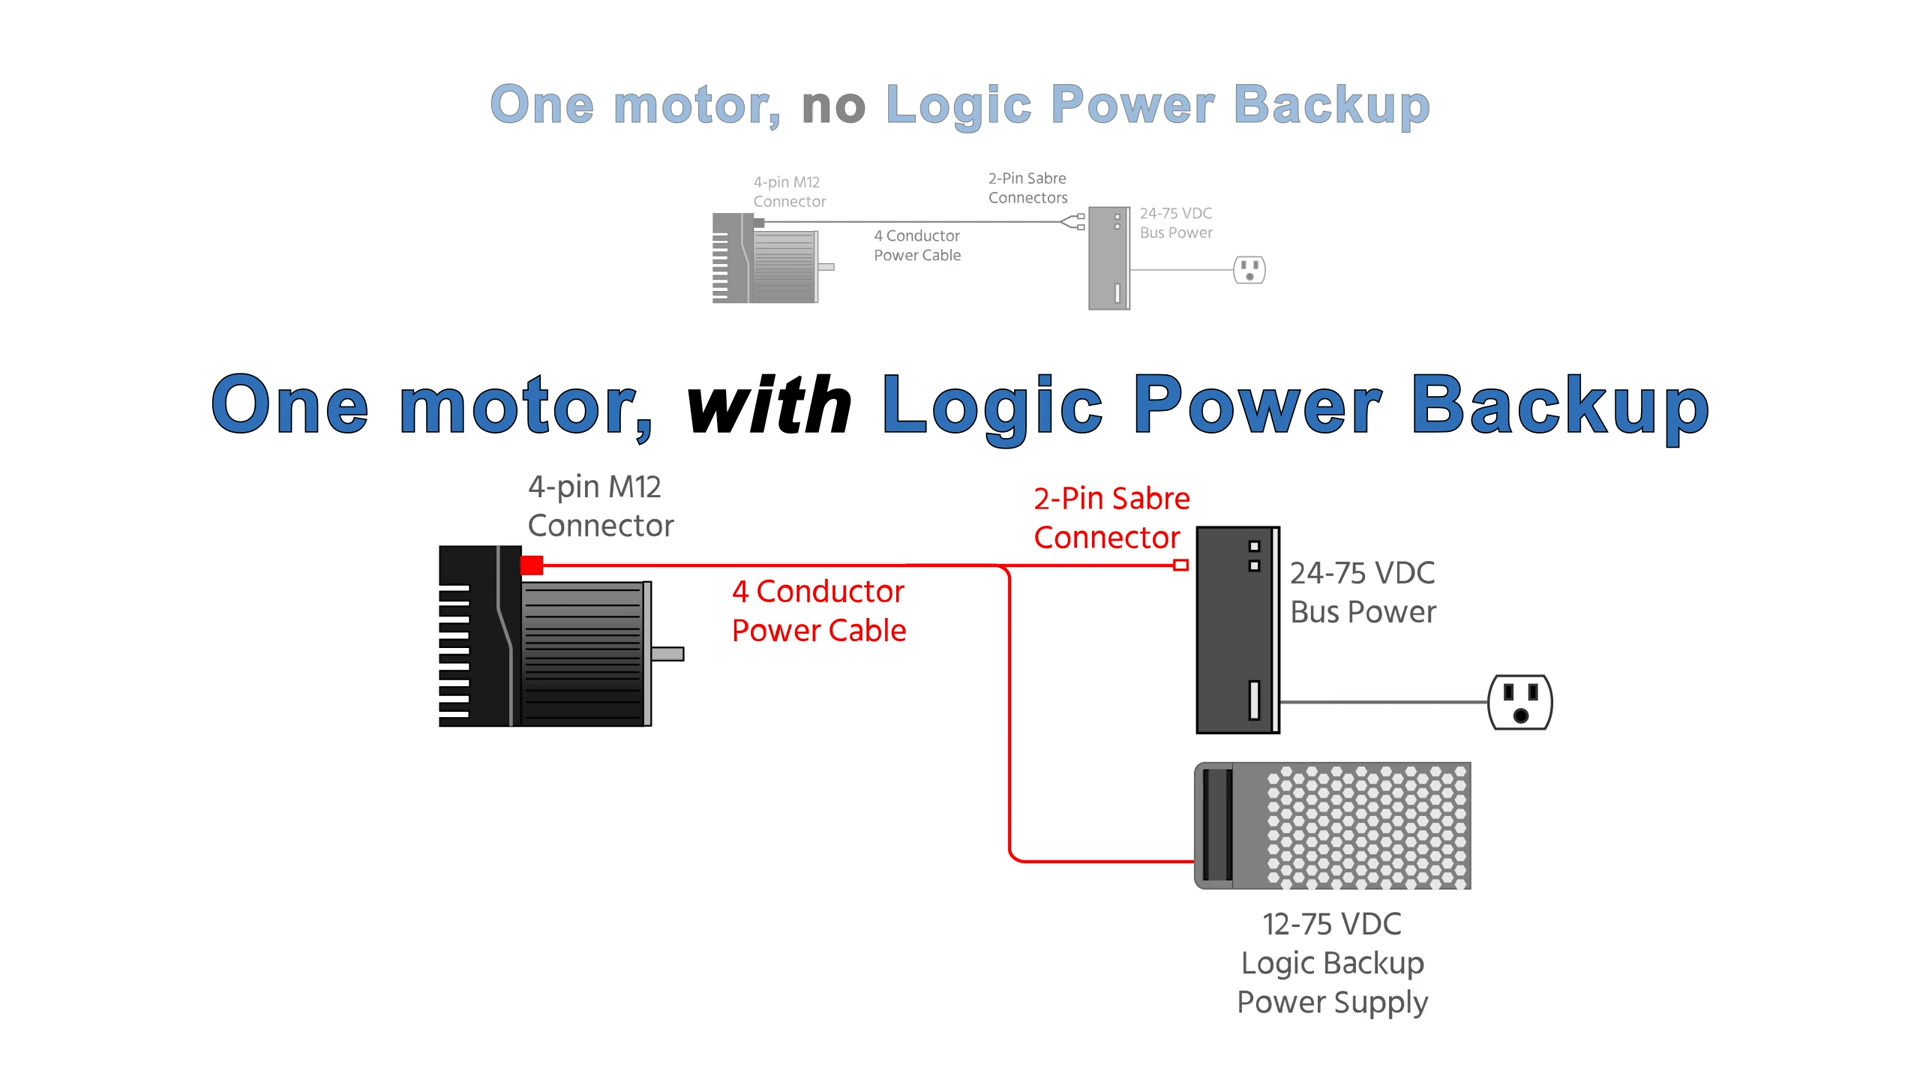 One motor, no Logic Power Backup
4-pin M12
Connector
2-Pin Sabre
Connectors
4 Conductor
Power Cable
24-75 VDC
Bus Power
One motor, with Logic Power Backup
4-pin M12
Connector
2-Pin Sabre
Connector
4 Conductor
Power Cable
24-75 VDC
Bus Power
12-75 VDC
Logic Backup
Power Supply